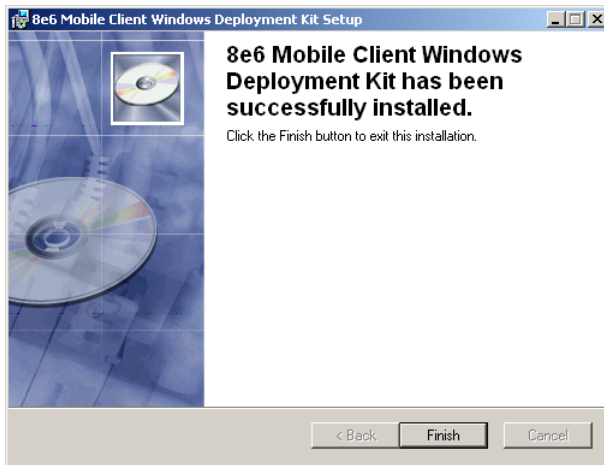 8e6 Mobile Client Windows Deployment Kit Setup
8e6 Mobile Client Windows
Deployment Kit has been
successfully installed.
Click the Finish button to exit this installation.
< Back
Finish
Cancel